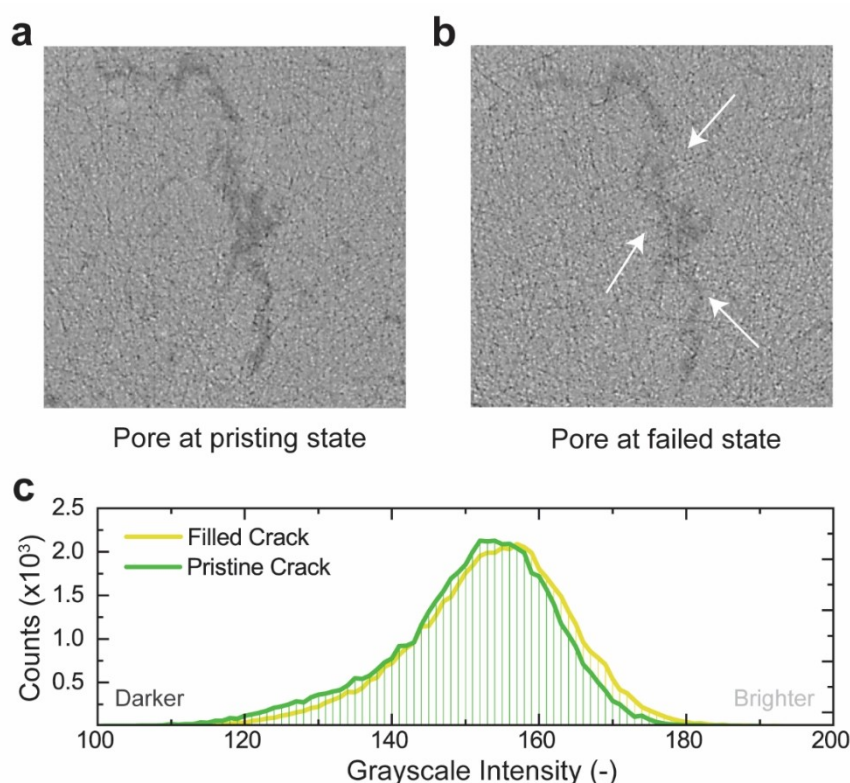 a
b
Pore at pristing state
Pore at failed state
c
2.5
2.0
1.5
1.0
0.5
Counts (x10³)
Filled Crack
Pristine Crack
Darker
Brighter
100
120
140
160
180
200
Grayscale Intensity (-)